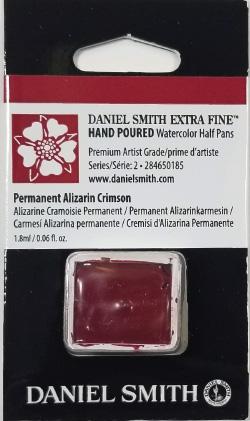 DANIEL SMITH EXTRA FINE™
HAND POURED Watercolor Half Pans
Premium Artist Grade/prime d'artiste
Series/Série: 2 • 284650185
www.danielsmith.com
Permanent Alizarin Crimson
Alizarine Cramoisie Permanente / Permanent Alizarinkarmesin /
Carmesí Alizarina permanente / Cremisi d'Alizarina Permanente
1.8ml / 0.06 fl. oz.
DANIEL SMITH